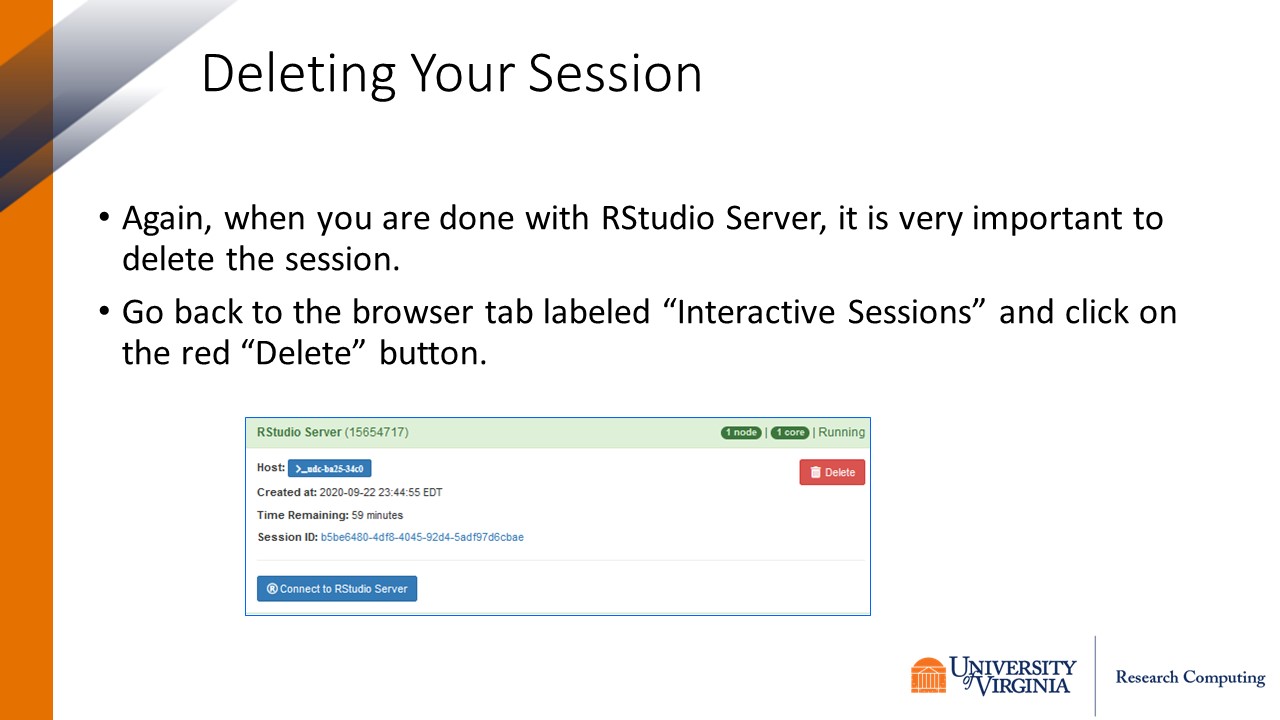 Deleting Your Session
• Again, when you are done with RStudio Server, it is very important to
delete the session.
• Go back to the browser tab labeled “Interactive Sessions” and click on
the red “Delete” button.
RStudio Server (15654717) 1 node | 1 core | Running
Host: >_udc-ba25-34c0
Delete
Created at: 2020-09-22 23:44:55 EDT
Time Remaining: 59 minutes
Session ID: b5be6480-4df8-4045-92d4-5adf97d6cbae
® Connect to RStudio Server
UNIVERSITY
of VIRGINIA
Research Computing